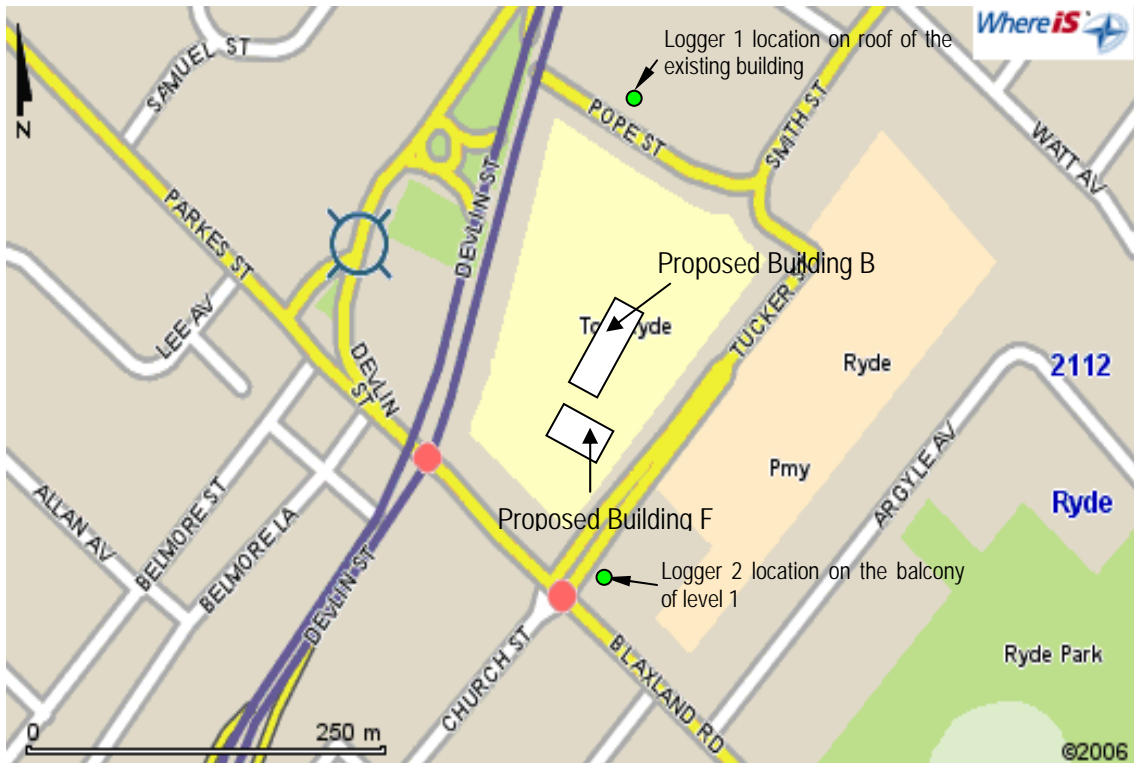 WhereiS
Logger 1 location on roof of the
existing building
SAMUEL ST
N
POPE ST
SMITH ST
WATT AV
PARKES ST
DEVLIN ST
Proposed Building B
LEE AV
TUCKER
Ryde
2112
DEVLIN
ST
ARGYLE AV
Pmy
ALLAN AV
BELMORE ST
Ryde
Proposed Building F
BELMORE LA
DEVLIN ST
Logger 2 location on the balcony
of level 1
CHURCH ST
BLAXLAND RD
Ryde Park
0
250 m
©2006